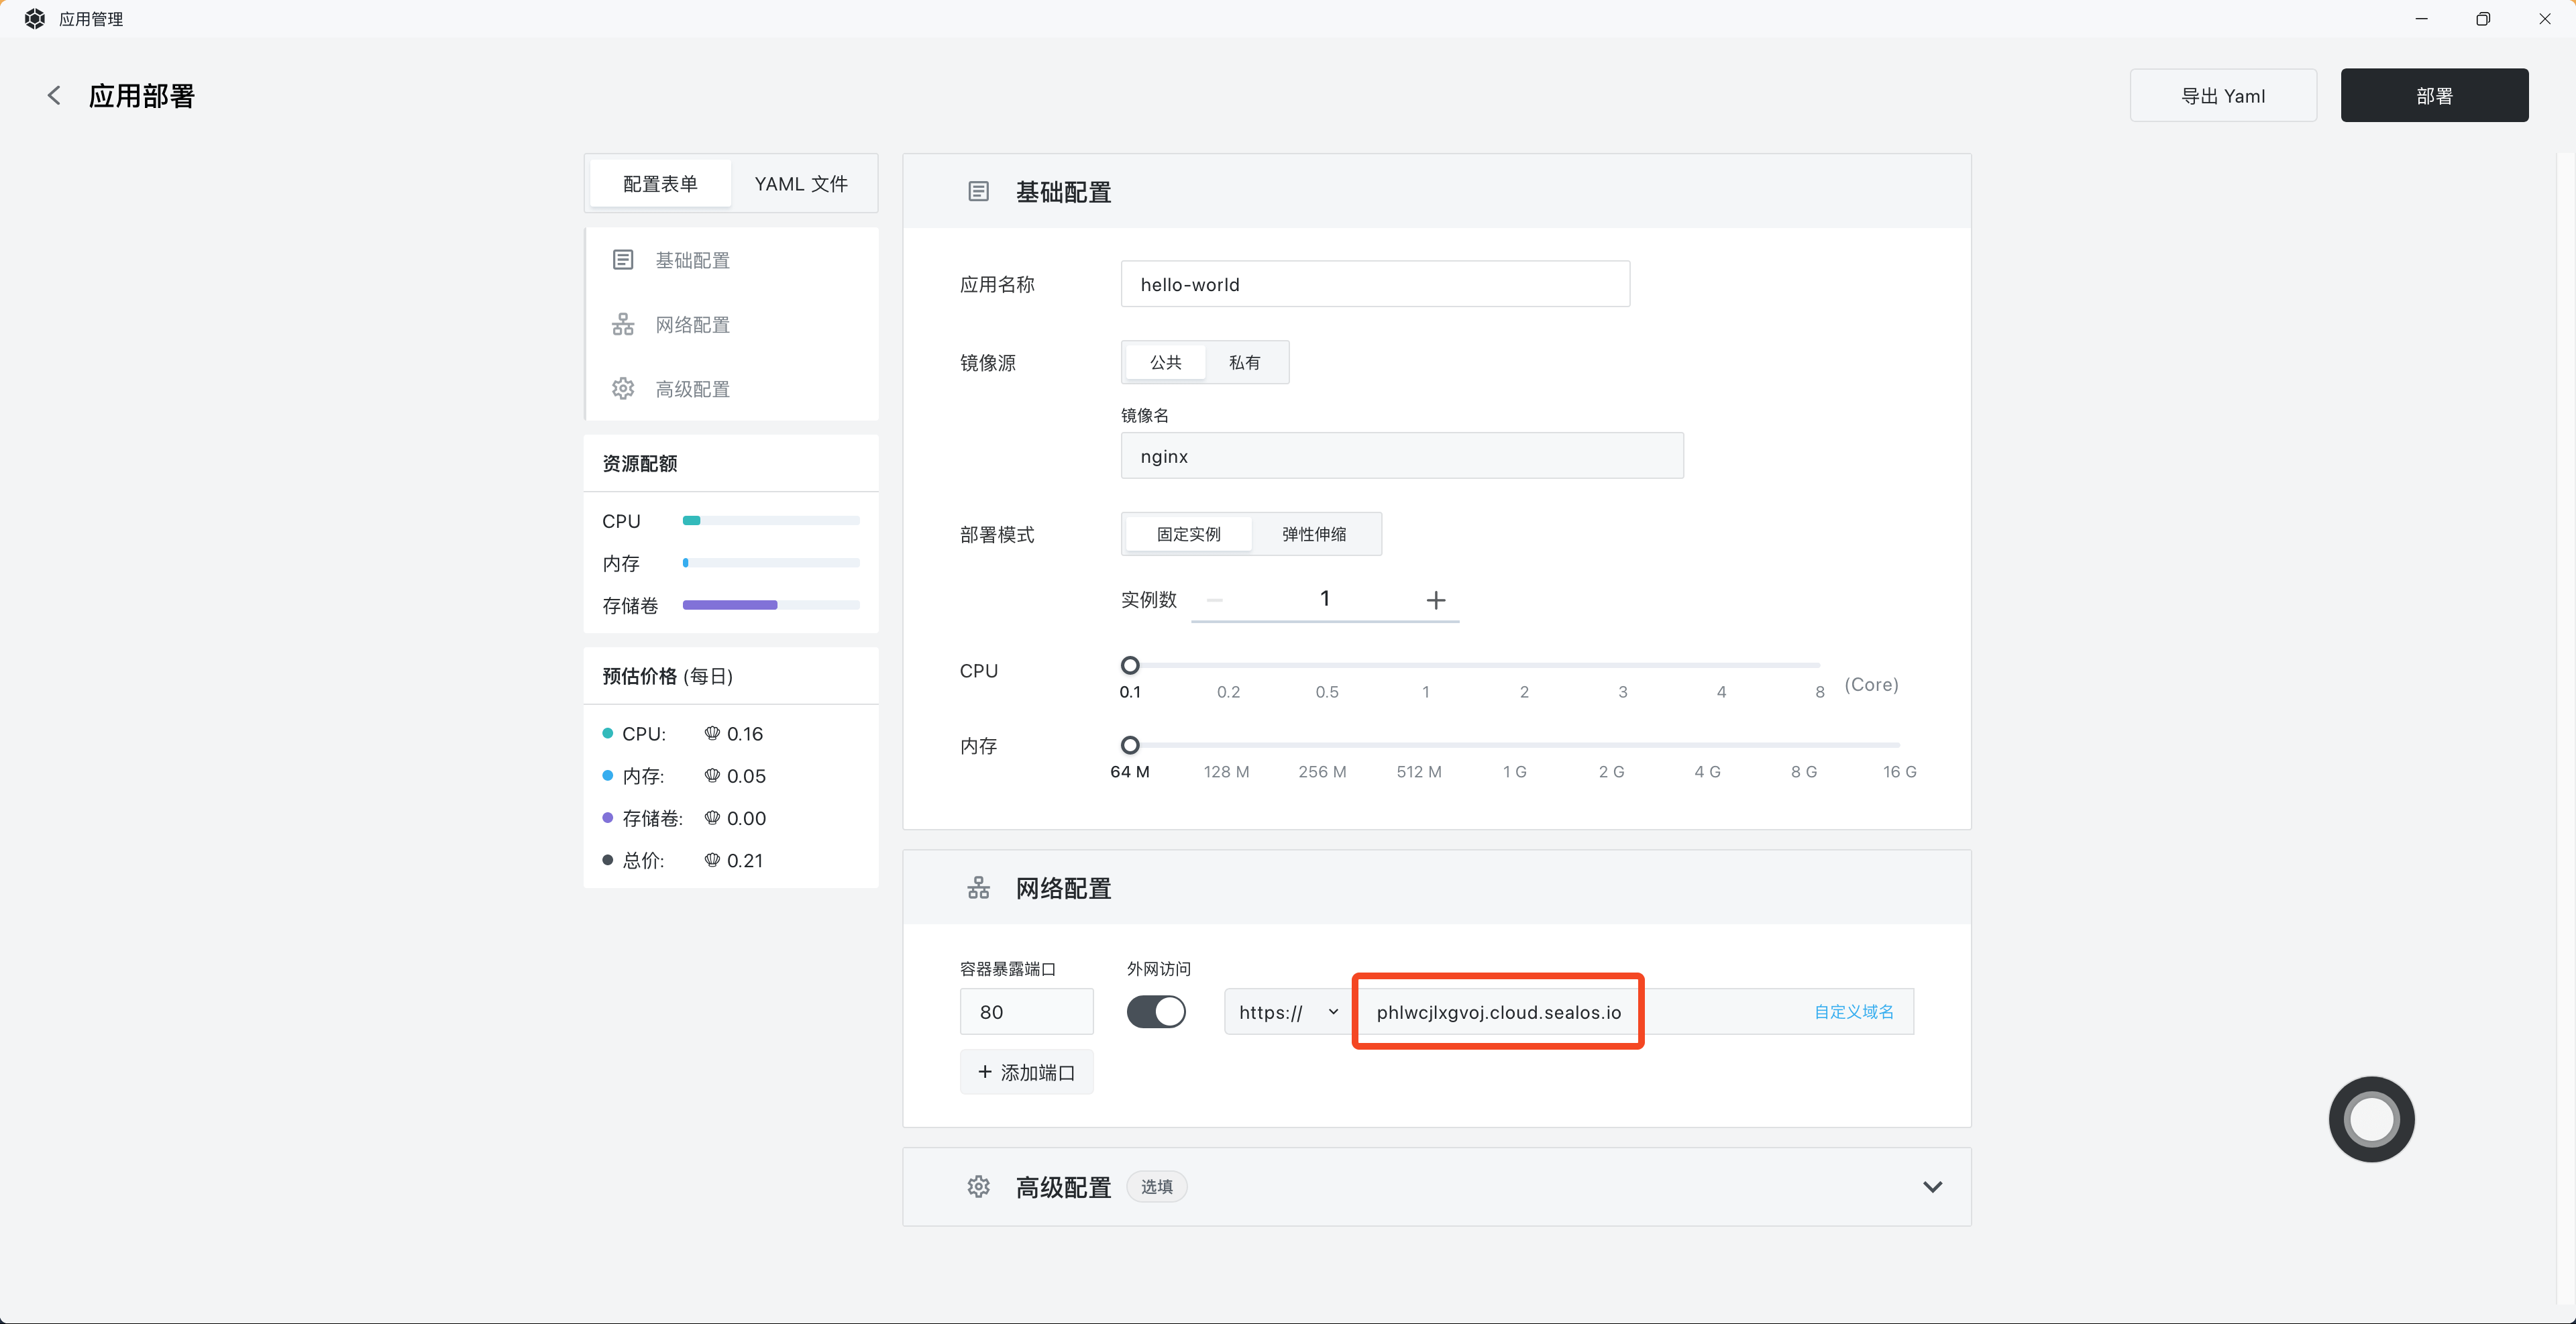 应用管理
应用部署
导出 Yaml
部署
配置表单
YAML 文件
基础配置
网络配置
高级配置
资源配额
CPU
内存
存储卷
预估价格 (每日)
CPU: 0.16
内存: 0.05
存储卷: 0.00
总价: 0.21
基础配置
应用名称
hello-world
镜像源
公共
私有
镜像名
nginx
部署模式
固定实例
弹性伸缩
实例数
1
CPU
0.1 0.2 0.5 1 2 3 4 8 (Core)
内存
64 M 128 M 256 M 512 M 1 G 2 G 4 G 8 G 16 G
网络配置
容器暴露端口
外网访问
80
https://
phlwcjlxgvoj.cloud.sealos.io
自定义域名
+ 添加端口
高级配置
选填